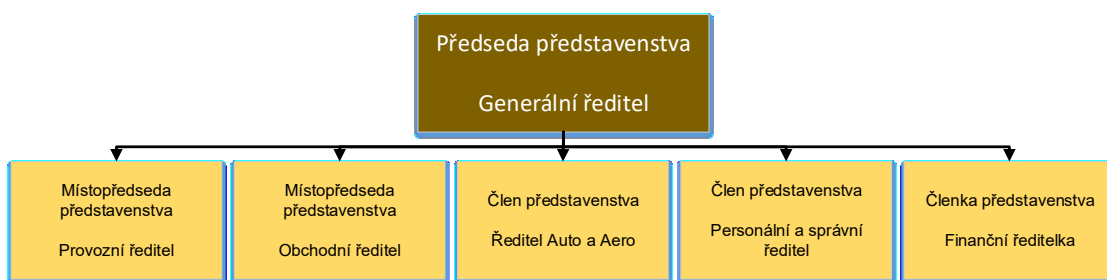 Předseda představenstva
Generální ředitel
Místopředseda
představenstva
Provozní ředitel
Místopředseda
představenstva
Obchodní ředitel
Člen představenstva
Ředitel Auto a Aero
Člen představenstva
Personální a správní
ředitel
Členka představenstva
Finanční ředitelka